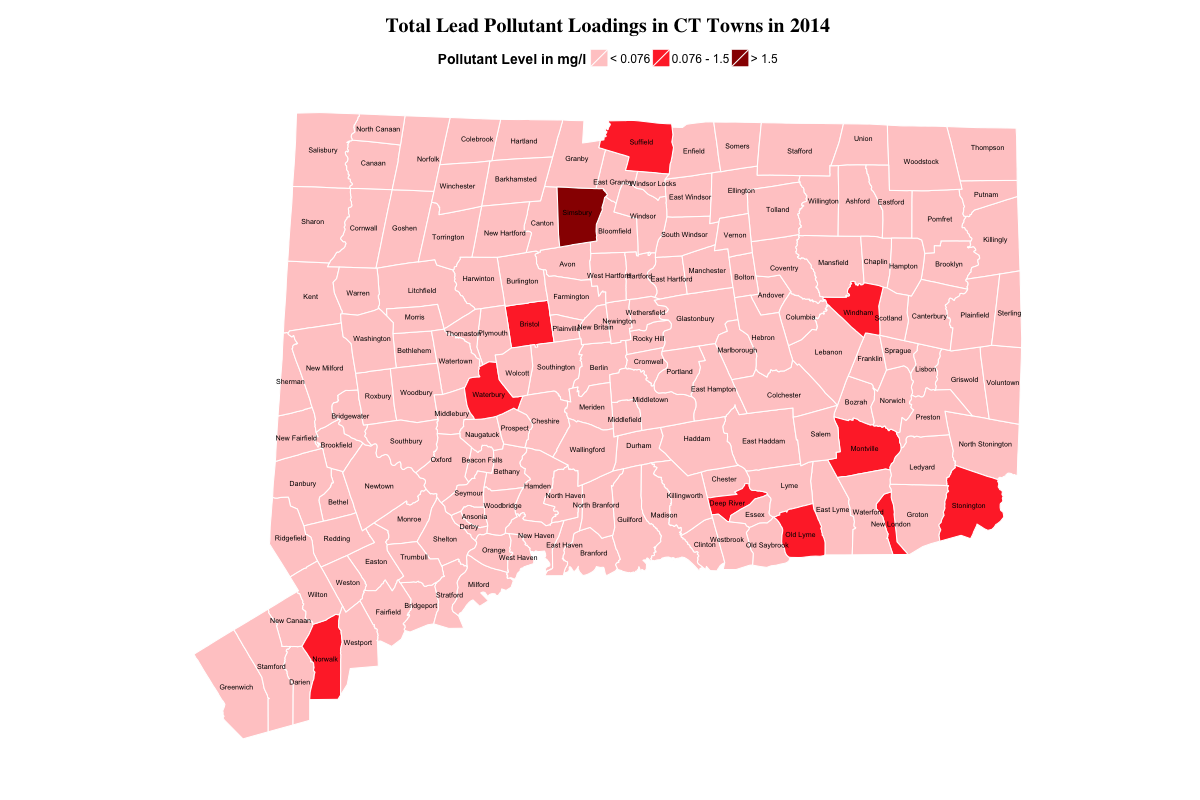 Total Lead Pollutant Loadings in CT Towns in 2014
Pollutant Level in mg/l < 0.076 0.076 - 1.5 > 1.5
North Canaan
Salisbury
Canaan
Norfolk
Colebrook
Hartland
Granby
Suffield
Enfield
Somers
Stafford
Union
Woodstock
Thompson
Winchester
Barkhamsted
East Granby
Windsor Locks
East Windsor
Ellington
Tolland
Willington
Ashford
Eastford
Putnam
Sharon
Cornwall
Goshen
Torrington
New Hartford
Canton
Simsbury
Bloomfield
Windsor
South Windsor
Vernon
Pomfret
Killingly
Avon
West Hartford
Hartford
East Hartford
Manchester
Bolton
Coventry
Mansfield
Chaplin
Hampton
Brooklyn
Kent
Warren
Litchfield
Harwinton
Burlington
Farmington
Andover
Morris
Bristol
Plainville
New Britain
Newington
Wethersfield
Glastonbury
Columbia
Windham
Scotland
Canterbury
Plainfield
Sterling
Washington
Thomaston
Plymouth
Rocky Hill
Hebron
Bethlehem
Watertown
Marlborough
Lebanon
Franklin
Sprague
New Milford
Wolcott
Southington
Berlin
Cromwell
Portland
Lisbon
Sherman
Roxbury
Woodbury
Waterbury
East Hampton
Colchester
Griswold
Voluntown
Bridgewater
Middlebury
Meriden
Middletown
Bozrah
Norwich
New Fairfield
Brookfield
Southbury
Naugatuck
Prospect
Cheshire
Middlefield
Preston
Oxford
Beacon Falls
Wallingford
Durham
Haddam
East Haddam
Salem
Montville
North Stonington
Danbury
Bethel
Newtown
Bethany
Hamden
Chester
Lyme
Ledyard
Seymour
Woodbridge
North Haven
North Branford
Killingworth
Deep River
Stonington
Monroe
Ansonia
Derby
Guilford
Madison
Essex
East Lyme
Waterford
Groton
New London
Ridgefield
Redding
Shelton
New Haven
East Haven
Clinton
Westbrook
Old Saybrook
Old Lyme
Easton
Trumbull
Orange
West Haven
Branford
Weston
Milford
Wilton
Stratford
Bridgeport
Fairfield
New Canaan
Westport
Norwalk
Stamford
Darien
Greenwich